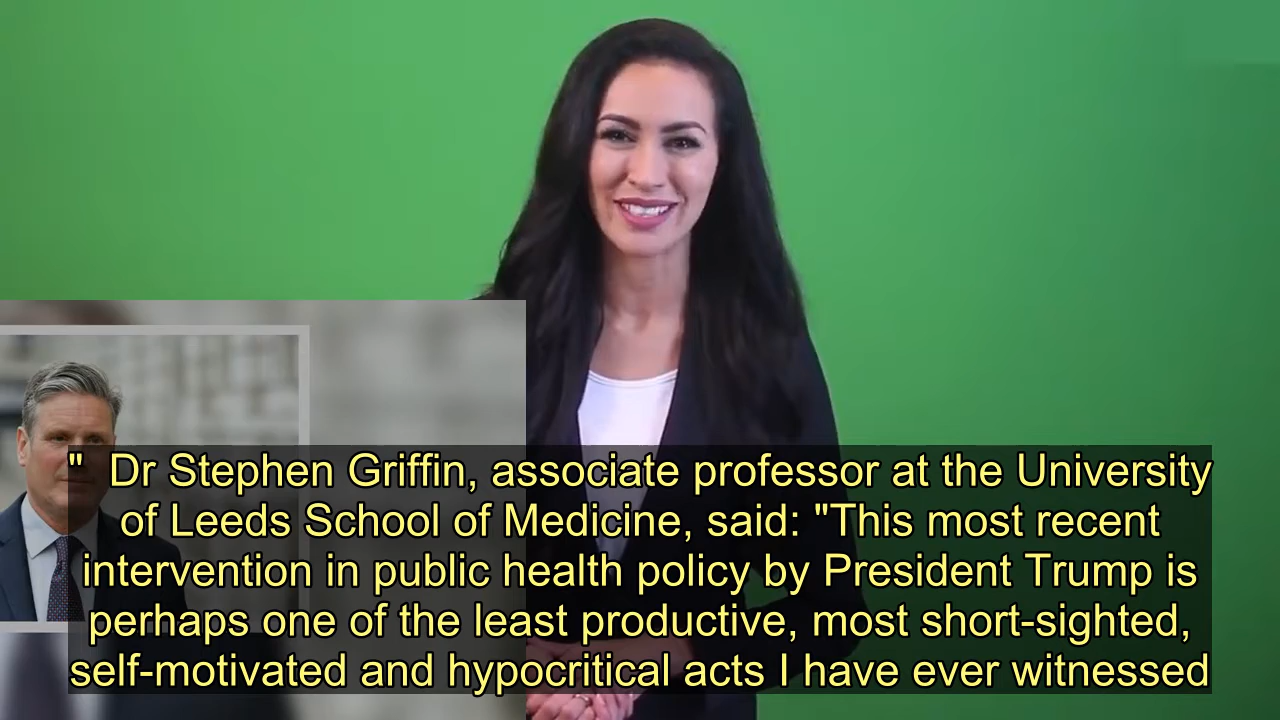 " Dr Stephen Griffin, associate professor at the University
of Leeds School of Medicine, said: "This most recent
intervention in public health policy by President Trump is
perhaps one of the least productive, most short-sighted,
self-motivated and hypocritical acts I have ever witnessed